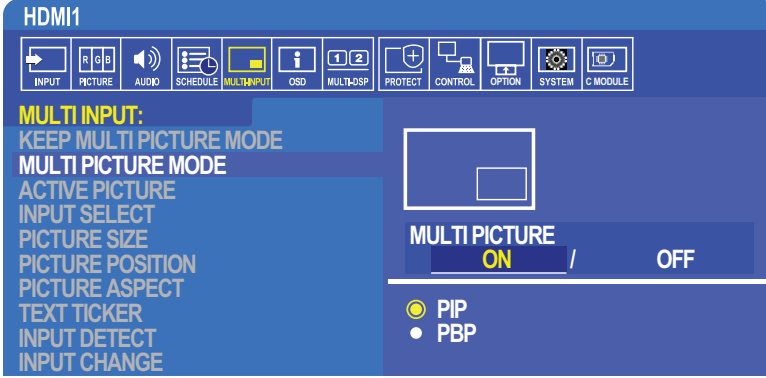 HDMI1
INPUT
R G B
PICTURE
AUDIO
SCHEDULE
MULTI-INPUT
OSD
1 2
MULTI-DSP
PROTECT
CONTROL
OPTION
SYSTEM
C MODULE
MULTI INPUT:
KEEP MULTI PICTURE MODE
MULTI PICTURE MODE
ACTIVE PICTURE
INPUT SELECT
PICTURE SIZE
PICTURE POSITION
PICTURE ASPECT
TEXT TICKER
INPUT DETECT
INPUT CHANGE
MULTI PICTURE
ON / OFF
PIP
PBP